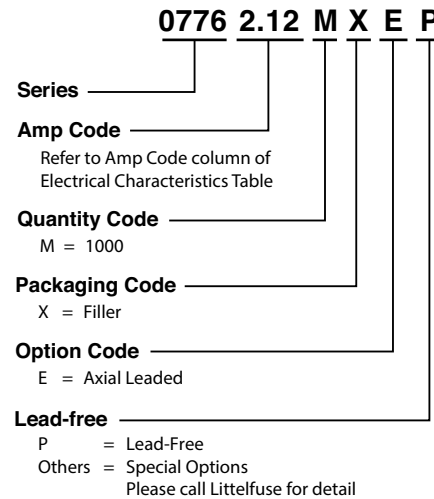 0776 2.12 M X E P
Series
Amp Code
Refer to Amp Code column of
Electrical Characteristics Table
Quantity Code
M = 1000
Packaging Code
X = Filler
Option Code
E = Axial Leaded
Lead-free
P = Lead-Free
Others = Special Options
Please call Littelfuse for detail